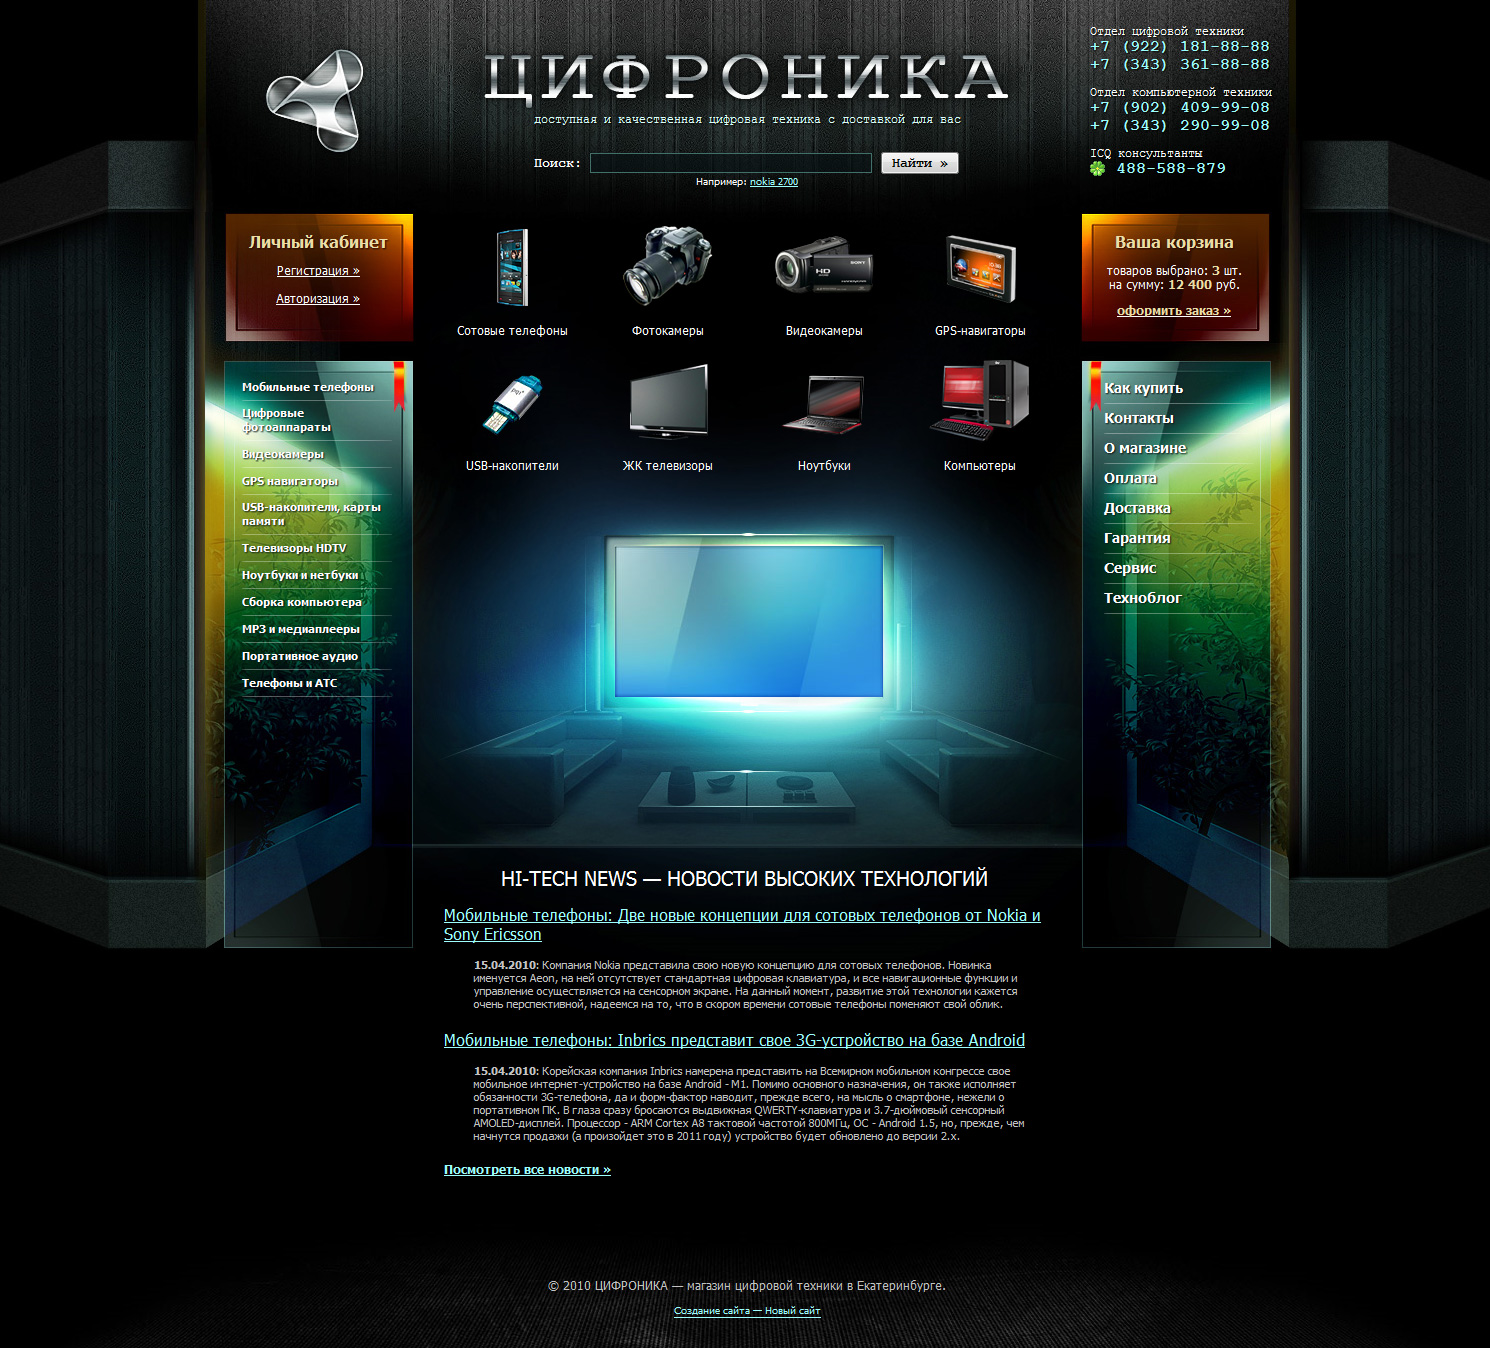 ЦИФРОНИКА
доступная и качественная цифровая техника с доставкой для вас
Поиск:
Найти »
Например: nokia 2700
Отдел цифровой техники
+7 (922) 181-88-88
+7 (343) 361-88-88
Отдел компьютерной техники
+7 (902) 409-99-08
+7 (343) 290-99-08
ICQ консультанты
488-588-879
Личный кабинет
Регистрация »
Авторизация »
Сотовые телефоны
Фотокамеры
Видеокамеры
GPS-навигаторы
USB-накопители
ЖК телевизоры
Ноутбуки
Компьютеры
Ваша корзина
товаров выбрано: 3 шт.
на сумму: 12 400 руб.
оформить заказ »
Мобильные телефоны
Цифровые
фотоаппараты
Видеокамеры
GPS навигаторы
USB-накопители, карты
памяти
Телевизоры HDTV
Ноутбуки и нетбуки
Сборка компьютера
MP3 и медиаплееры
Портативное аудио
Телефоны и АТС
Как купить
Контакты
О магазине
Оплата
Доставка
Гарантия
Сервис
Техноблог
HI-TECH NEWS — НОВОСТИ ВЫСОКИХ ТЕХНОЛОГИЙ
Мобильные телефоны: Две новые концепции для сотовых телефонов от Nokia и
Sony Ericsson
15.04.2010: Компания Nokia представила свою новую концепцию для сотовых телефонов. Новинка
именуется Aeon, на ней отсутствует стандартная цифровая клавиатура, и все навигационные функции и
управление осуществляется на сенсорном экране. На данный момент, развитие этой технологии кажется
очень перспективной, надеемся на то, что в скором времени сотовые телефоны поменяют свой облик.
Мобильные телефоны: Inbrics представит свое 3G-устройство на базе Android
15.04.2010: Корейская компания Inbrics намерена представить на Всемирном мобильном конгрессе свое
мобильное интернет-устройство на базе Android - M1. Помимо основного назначения, он также исполняет
обязанности 3G-телефона, да и форм-фактор наводит, прежде всего, на мысль о смартфоне, нежели о
портативном ПК. В глаза сразу бросаются выдвижная QWERTY-клавиатура и 3.7-дюймовый сенсорный
AMOLED-дисплей. Процессор - ARM Cortex A8 тактовой частотой 800МГц, ОС - Android 1.5, но, прежде, чем
начнутся продажи (а произойдет это в 2011 году) устройство будет обновлено до версии 2.x.
Посмотреть все новости »
© 2010 ЦИФРОНИКА — магазин цифровой техники в Екатеринбурге.
Создание сайта — Новый сайт